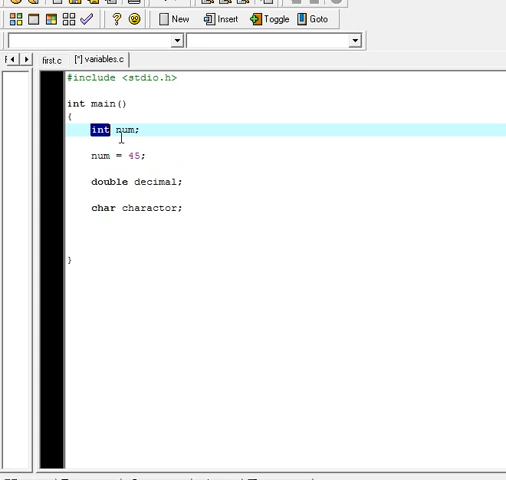 New Insert Toggle Goto
first.c [*] variables.c
#include <stdio.h>
int main()
{
int num;
num = 45;
double decimal;
char charactor;
}